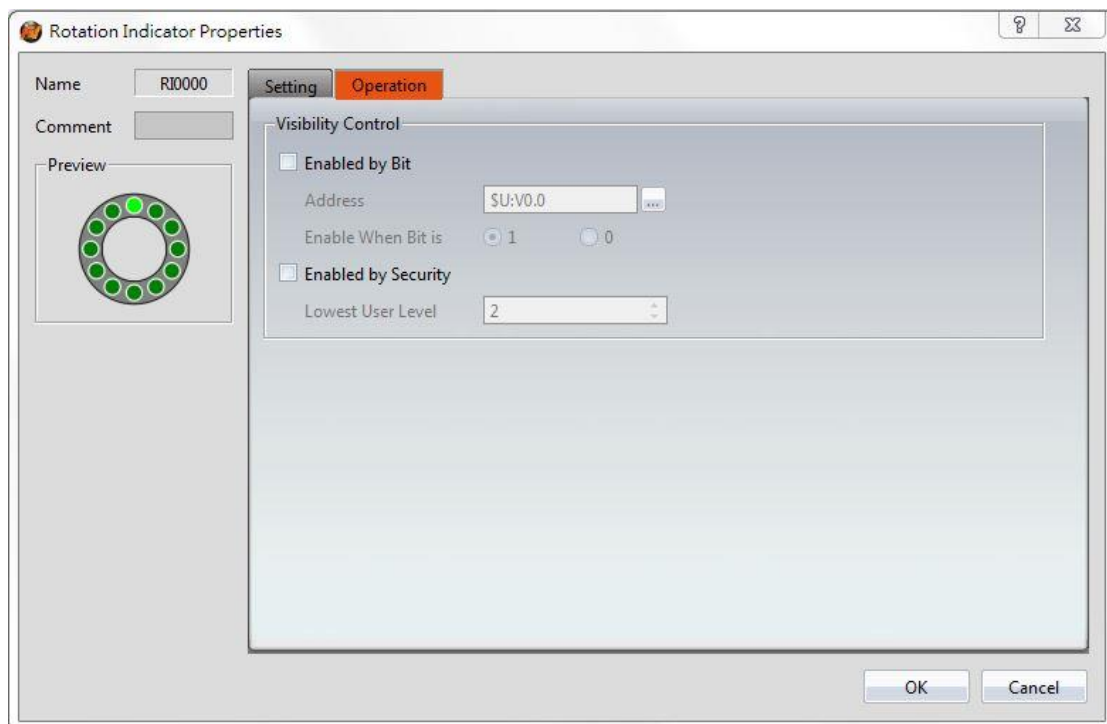 Rotation Indicator Properties
Name RI0000
Comment
Preview
Setting Operation
Visibility Control
Enabled by Bit
Address $U:V0.0 ...
Enable When Bit is 1 0
Enabled by Security
Lowest User Level 2
OK Cancel